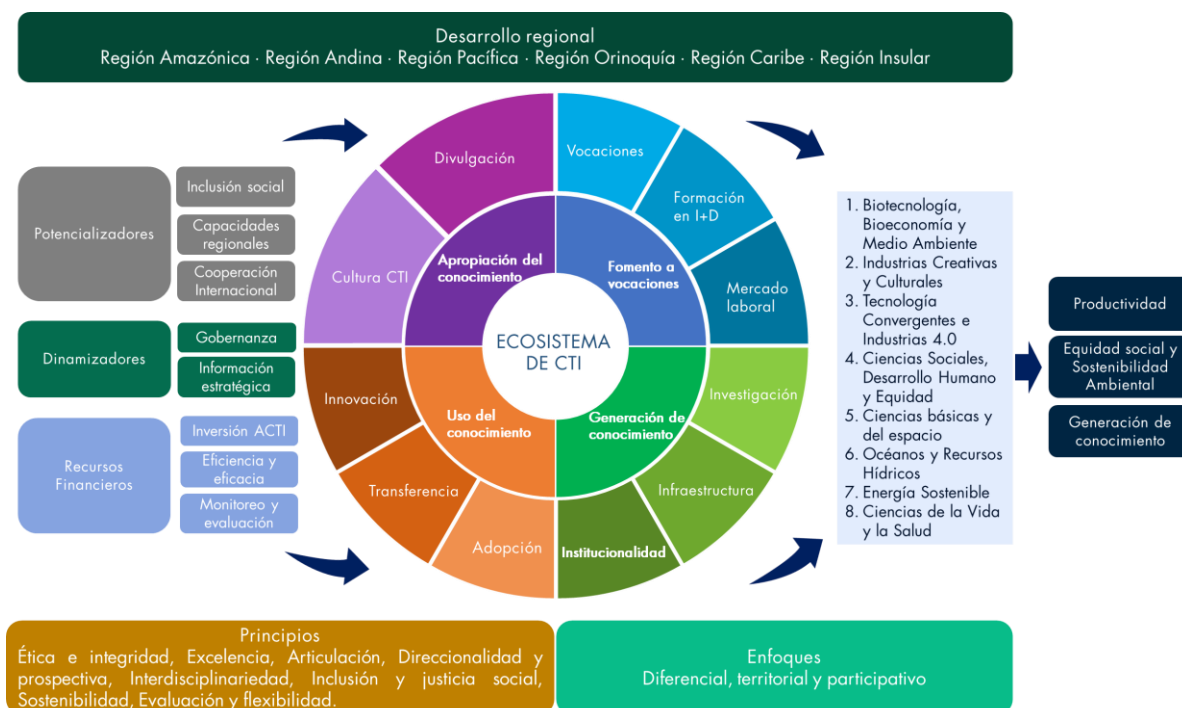 Desarrollo regional
Región Amazónica · Región Andina · Región Pacífica · Región Orinoquía · Región Caribe · Región Insular
Potencializadores
Inclusión social
Capacidades
regionales
Cooperación
Internacional
Dinamizadores
Gobernanza
Información
estratégica
Recursos
Financieros
Inversión ACTI
Eficiencia y
eficacia
Monitoreo y
evaluación
Divulgación
Cultura CTI
Apropiación del
conocimiento
Vocaciones
Formación
en I+D
Mercado
laboral
Fomento a
vocaciones
ECOSISTEMA
DE CTI
Innovación
Transferencia
Adopción
Uso del
conocimiento
Investigación
Infraestructura
Institucionalidad
Generación de
conocimiento
1. Biotecnología,
Bioeconomía y
Medio Ambiente
2. Industrias Creativas
y Culturales
3. Tecnología
Convergentes e
Industrias 4.0
4. Ciencias Sociales,
Desarrollo Humano
y Equidad
5. Ciencias básicas y
del espacio
6. Océanos y Recursos
Hídricos
7. Energía Sostenible
8. Ciencias de la Vida
y la Salud
Productividad
Equidad social y
Sostenibilidad
Ambiental
Generación de
conocimiento
Principios
Ética e integridad, Excelencia, Articulación, Direccionalidad y
prospectiva, Interdisciplinariedad, Inclusión y justicia social,
Sostenibilidad, Evaluación y flexibilidad.
Enfoques
Diferencial, territorial y participativo